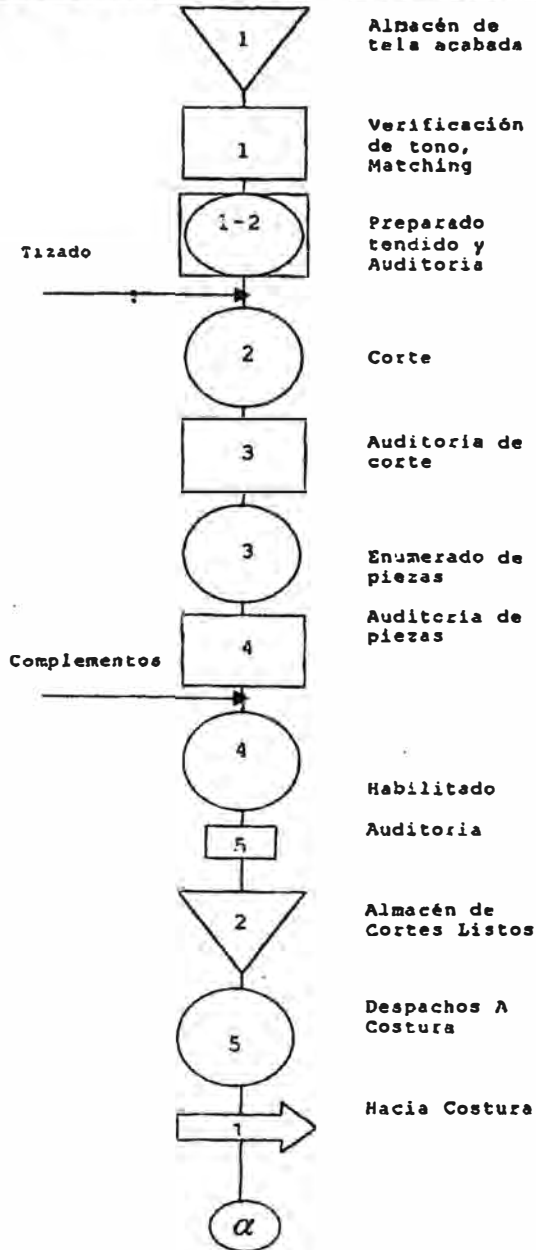 1
Almacén de
tela acabada
1
Verificación
de tono,
Matching
1-2
Preparado
tendido y
Auditoria
Tizado
2
Corte
3
Auditoria de
corte
3
Enumerado de
piezas
4
Auditoria de
piezas
Complementos
4
Habilitado
5
Auditoria
2
Almacén de
Cortes Listos
5
Despachos A
Costura
1
Hacia Costura
α